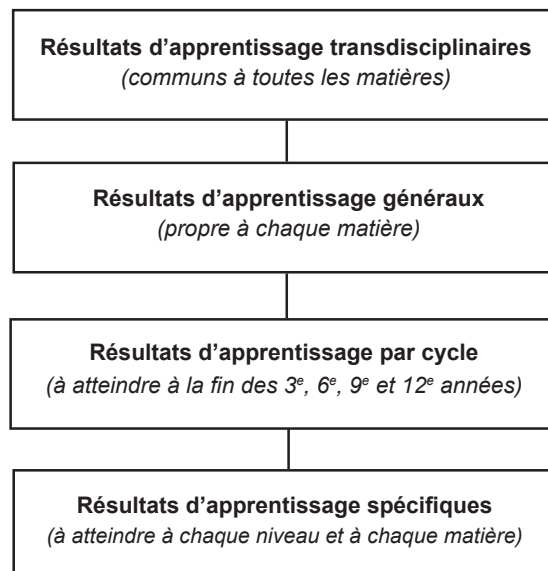 Résultats d’apprentissage transdisciplinaires
(communs à toutes les matières)
Résultats d’apprentissage généraux
(propre à chaque matière)
Résultats d’apprentissage par cycle
(à atteindre à la fin des 3e, 6e, 9e et 12e années)
Résultats d’apprentissage spécifiques
(à atteindre à chaque niveau et à chaque matière)